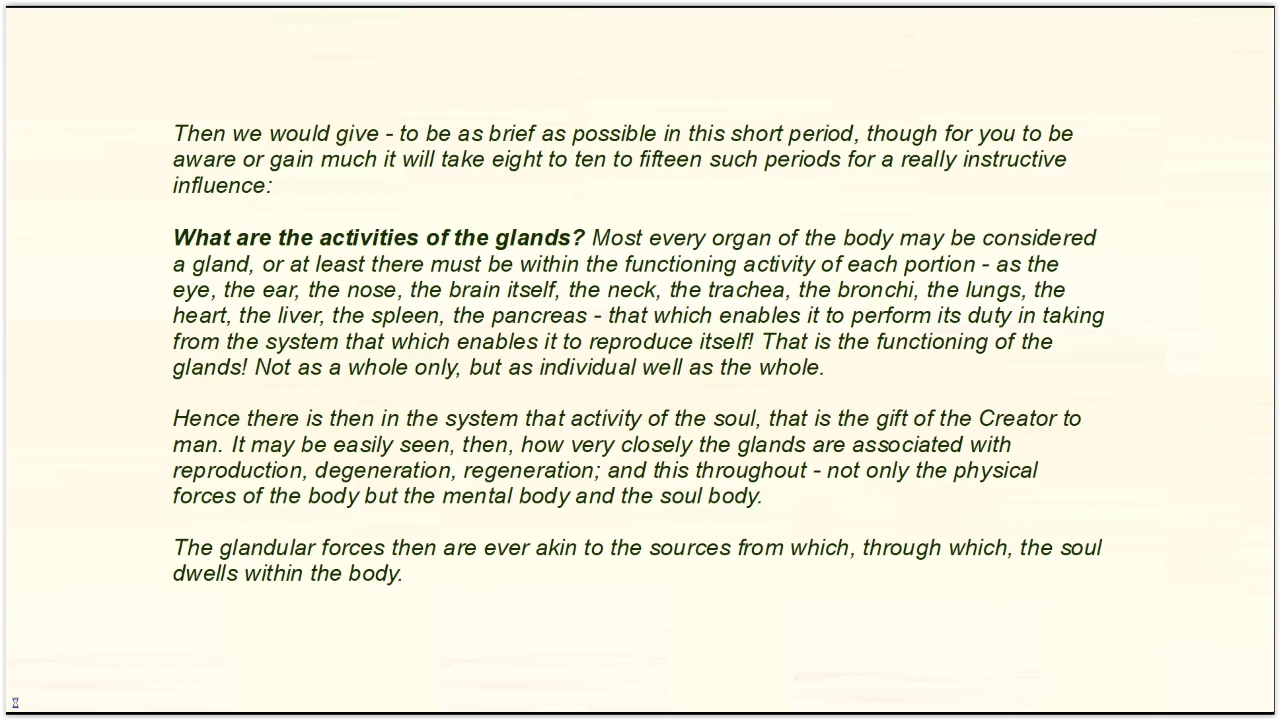 Then we would give - to be as brief as possible in this short period, though for you to be
aware or gain much it will take eight to ten to fifteen such periods for a really instructive
influence:
What are the activities of the glands? Most every organ of the body may be considered
a gland, or at least there must be within the functioning activity of each portion - as the
eye, the ear, the nose, the brain itself, the neck, the trachea, the bronchi, the lungs, the
heart, the liver, the spleen, the pancreas - that which enables it to perform its duty in taking
from the system that which enables it to reproduce itself! That is the functioning of the
glands! Not as a whole only, but as individual well as the whole.
Hence there is then in the system that activity of the soul, that is the gift of the Creator to
man. It may be easily seen, then, how very closely the glands are associated with
reproduction, degeneration, regeneration; and this throughout - not only the physical
forces of the body but the mental body and the soul body.
The glandular forces then are ever akin to the sources from which, through which, the soul
dwells within the body.